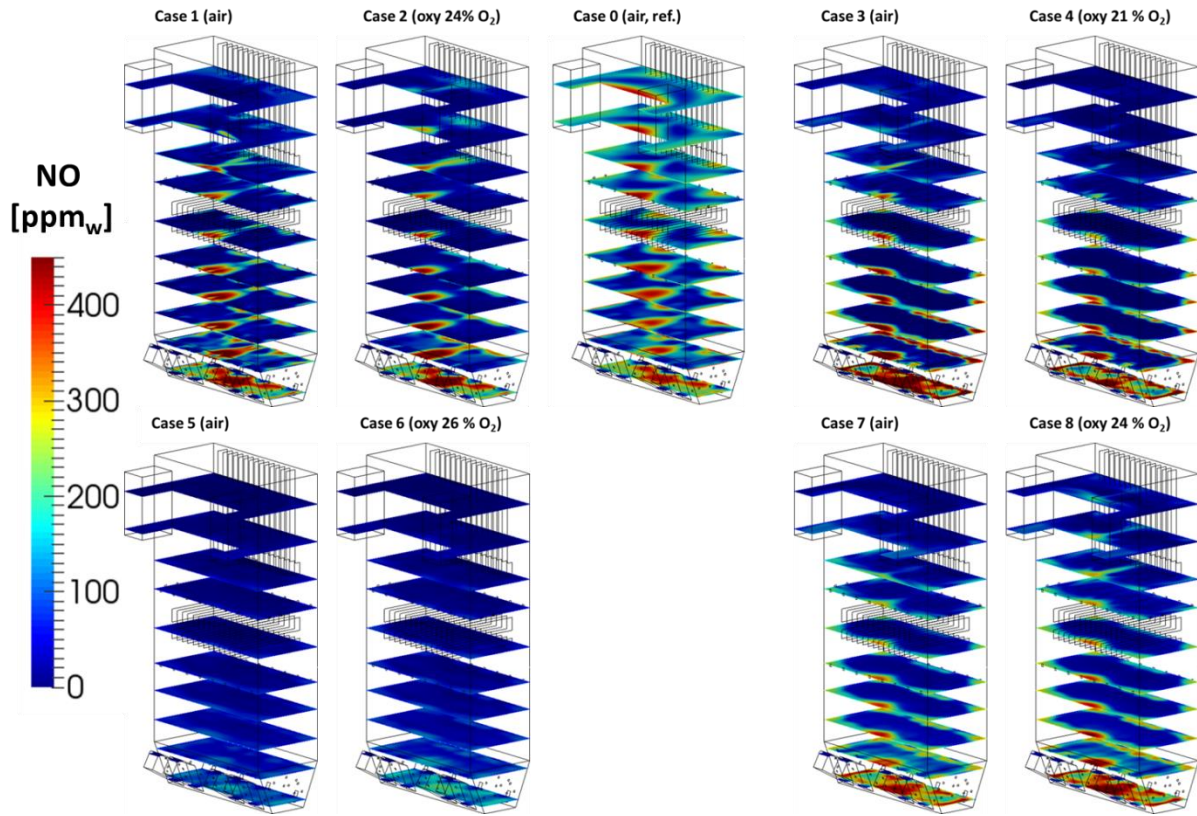 Case 1 (air)
Case 2 (oxy 24% O₂)
Case 0 (air, ref.)
Case 3 (air)
Case 4 (oxy 21 % O₂)
NO
[ppmw]
400
300
200
100
0
Case 5 (air)
Case 6 (oxy 26 % O₂)
Case 7 (air)
Case 8 (oxy 24 % O₂)